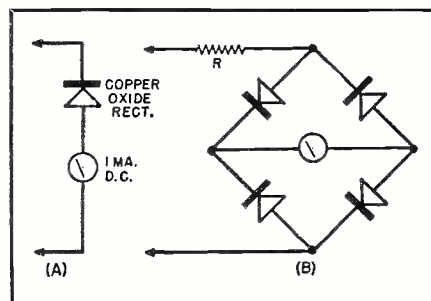 COPPER
OXIDE
RECT.
1 MA.
D.C.
(A)
R
(B)